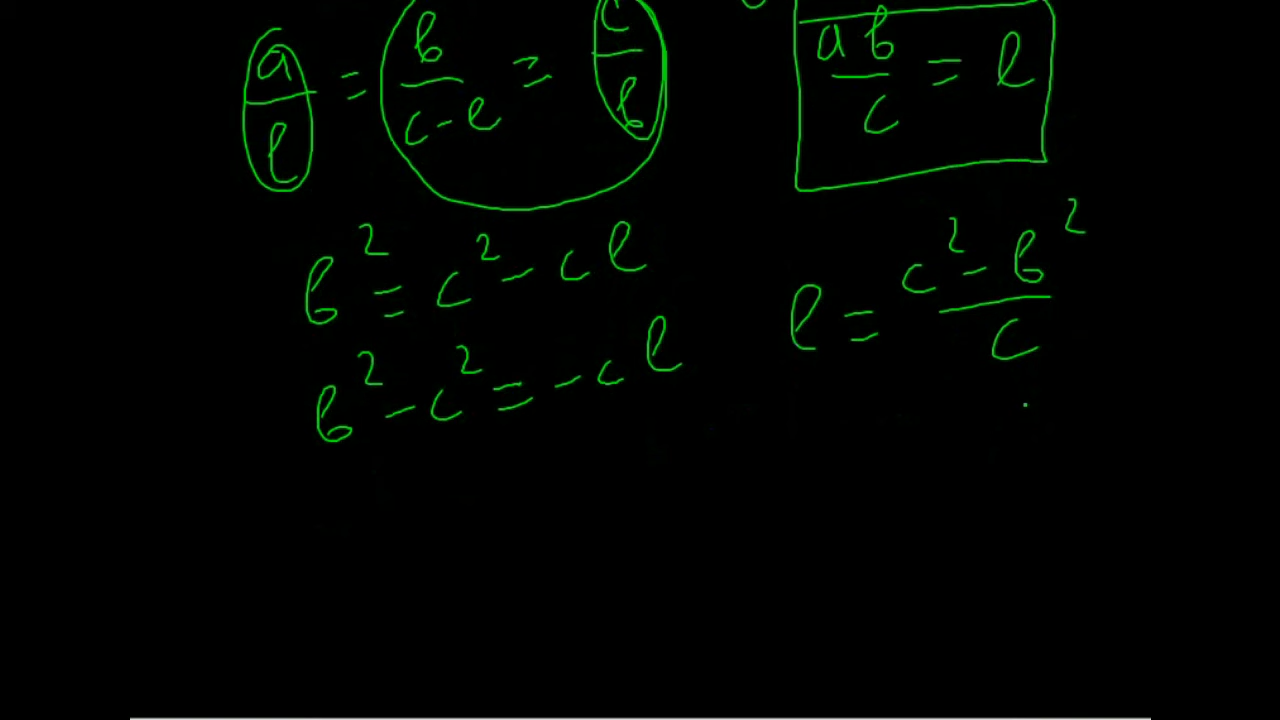 a/l = b/(c-l) = c/b
ab/c = l
b² = c² - cl
l = (c² - b²)/c
b² - c² = -cl